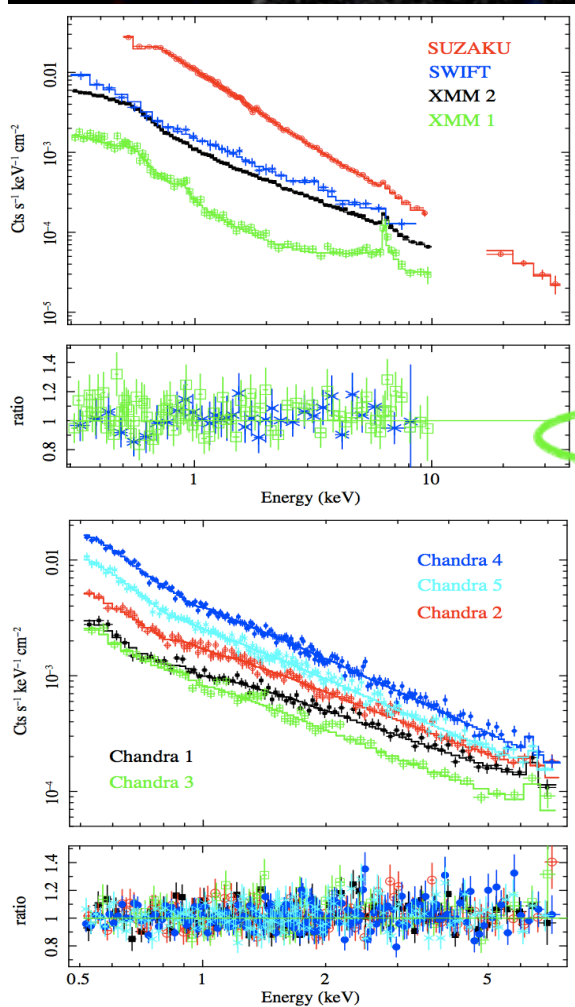 SUZAKU
SWIFT
XMM 2
XMM 1
Cts s⁻¹ keV⁻¹ cm⁻²
0.01
10⁻³
10⁻⁴
10⁻⁵
ratio
1.4
1.2
1
0.8
1
10
Energy (keV)
Chandra 4
Chandra 5
Chandra 2
Chandra 1
Chandra 3
Cts s⁻¹ keV⁻¹ cm⁻²
0.01
10⁻³
10⁻⁴
ratio
1.4
1.2
1
0.8
0.5
1
2
5
Energy (keV)